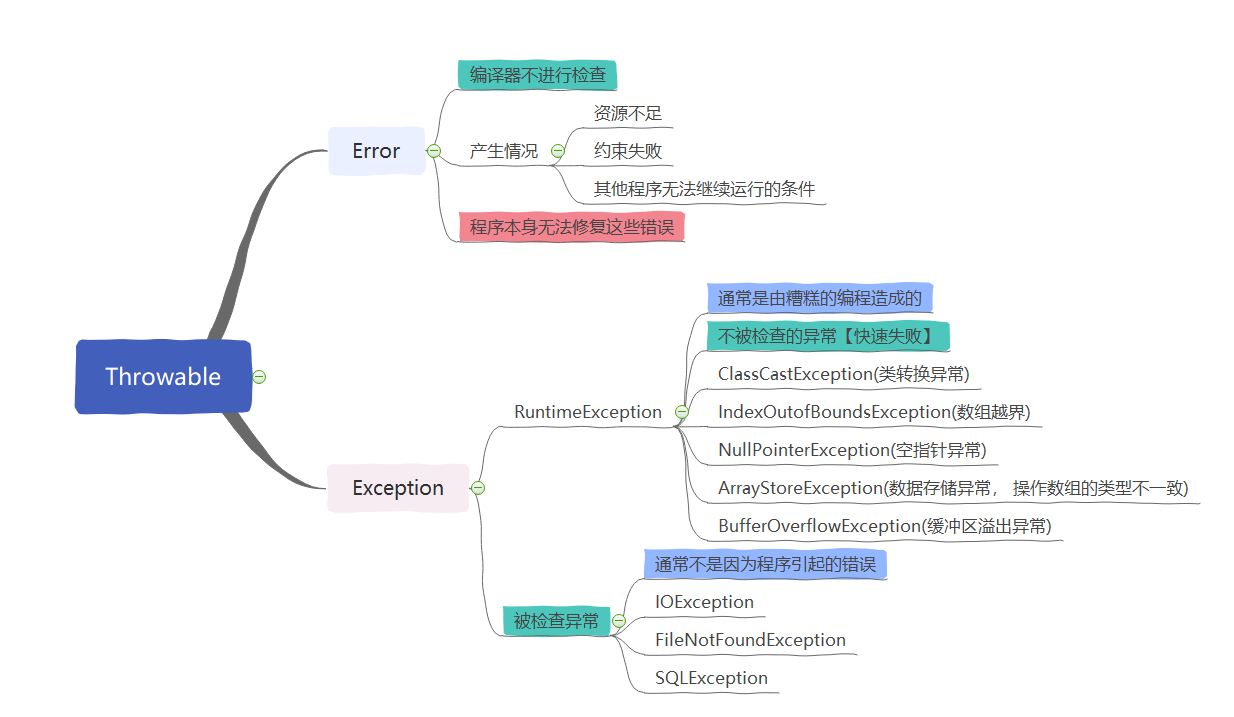 Throwable
Error
编译器不进行检查
产生情况
资源不足
约束失败
其他程序无法继续运行的条件
程序本身无法修复这些错误
Exception
RuntimeException
通常是由糟糕的编程造成的
不被检查的异常【快速失败】
ClassCastException(类转换异常)
IndexOutofBoundsException(数组越界)
NullPointerException(空指针异常)
ArrayStoreException(数据存储异常， 操作数组的类型不一致)
BufferOverflowException(缓冲区溢出异常)
被检查异常
通常不是因为程序引起的错误
IOException
FileNotFoundException
SQLException